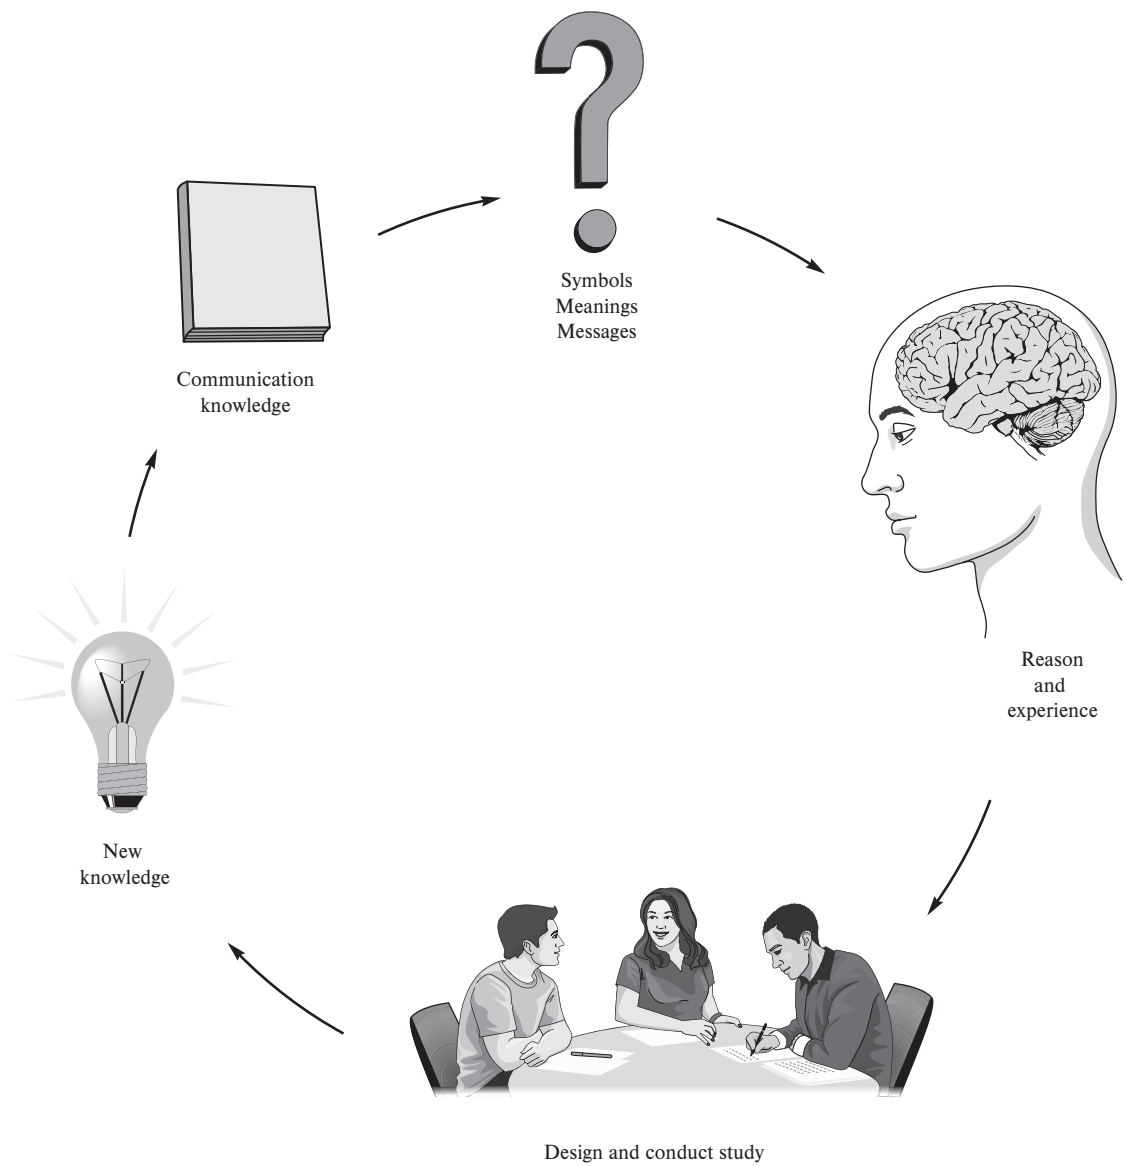 Symbols
Meanings
Messages
Communication
knowledge
Reason
and
experience
New
knowledge
Design and conduct study